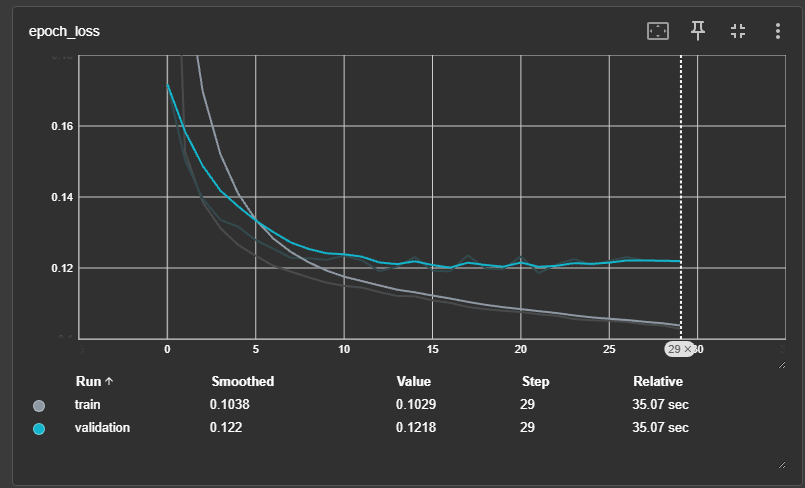 epoch_loss
0.16
0.14
0.12
0 5 10 15 20 25 29 × 30
Run ↑ Smoothed Value Step Relative
train 0.1038 0.1029 29 35.07 sec
validation 0.122 0.1218 29 35.07 sec